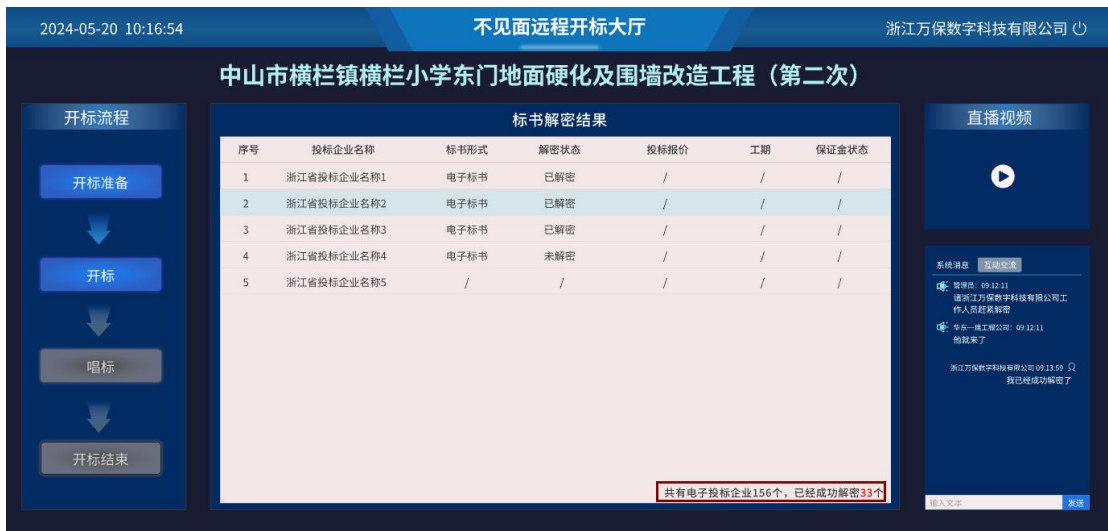 2024-05-20 10:16:54
不见面远程开标大厅
浙江万保数字科技有限公司
中山市横栏镇横栏小学东门地面硬化及围墙改造工程（第二次）
开标流程
开标准备
开标
唱标
开标结束
标书解密结果
序号 投标企业名称 标书形式 解密状态 投标报价 工期 保证金状态
1 浙江省投标企业名称1 电子标书 已解密 / / /
2 浙江省投标企业名称2 电子标书 已解密 / / /
3 浙江省投标企业名称3 电子标书 已解密 / / /
4 浙江省投标企业名称4 电子标书 未解密 / / /
5 浙江省投标企业名称5 / / / / /
共有电子投标企业156个，已经成功解密33个
直播视频
系统消息 互动交流
管理员：09:12:11
请浙江万保数字科技有限公司工
作人员赶紧解密
华东一擒工程公司：09:12:11
他就来了
浙江万保数字科技有限公司 09.13.59
我已经成功解密了
输入文本
发送